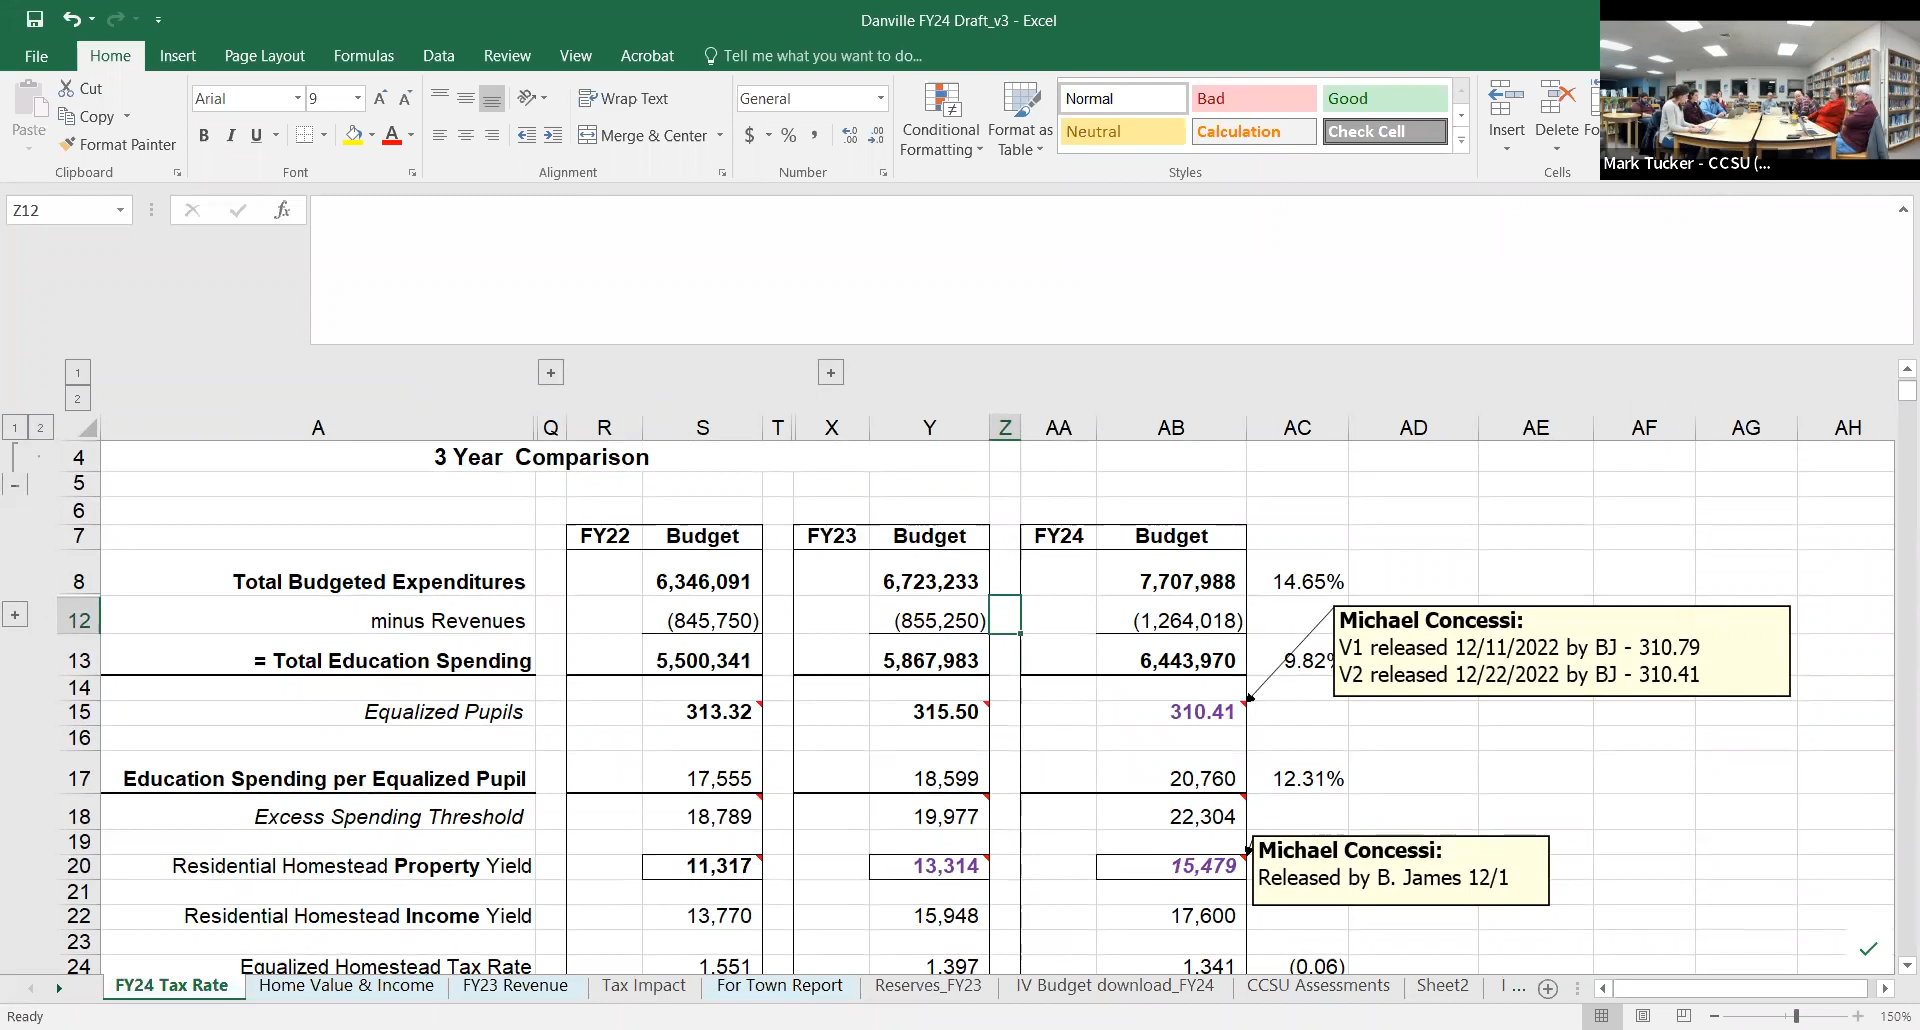 Danville FY24 Draft_v3 - Excel
File Home Insert Page Layout Formulas Data Review View Acrobat Tell me what you want to do...
Paste
Cut
Copy
Format Painter
Clipboard
Arial 9
B I U
Font
Wrap Text
Merge & Center
Alignment
General
$ % ,
Number
Conditional Formatting
Format as Table
Normal Bad Good
Neutral Calculation Check Cell
Styles
Insert Delete Fo
Cells
Mark Tucker - CCSU (...
Z12 fx
1
2
1 2 A Q R S T X Y Z AA AB AC AD AE AF AG AH
4 3 Year Comparison
5
6
7 FY22 Budget FY23 Budget FY24 Budget
8 Total Budgeted Expenditures 6,346,091 6,723,233 7,707,988 14.65%
12 minus Revenues (845,750) (855,250) (1,264,018)
13 = Total Education Spending 5,500,341 5,867,983 6,443,970 9.82%
Michael Concessi:
V1 released 12/11/2022 by BJ - 310.79
V2 released 12/22/2022 by BJ - 310.41
14
15 Equalized Pupils 313.32 315.50 310.41
16
17 Education Spending per Equalized Pupil 17,555 18,599 20,760 12.31%
18 Excess Spending Threshold 18,789 19,977 22,304
19
20 Residential Homestead Property Yield 11,317 13,314 15,479
Michael Concessi:
Released by B. James 12/1
21
22 Residential Homestead Income Yield 13,770 15,948 17,600
23
24 Equalized Homestead Tax Rate 1.551 1.397 1.341 (0.06)
FY24 Tax Rate Home Value & Income FY23 Revenue Tax Impact For Town Report Reserves_FY23 IV Budget download_FY24 CCSU Assessments Sheet2 I ...
Ready 150%